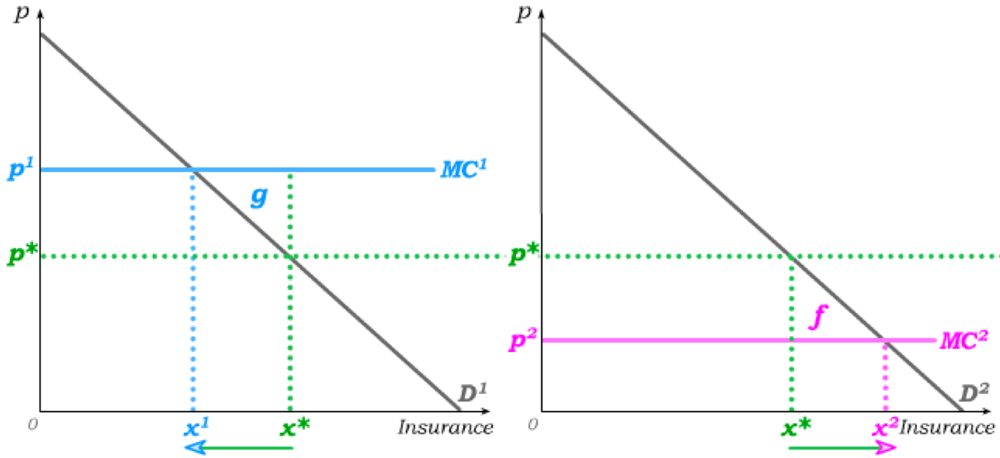 p
p¹
MC¹
g
p*
D¹
0
x¹
x*
Insurance
p
p*
f
p²
MC²
D²
0
x*
x²
Insurance